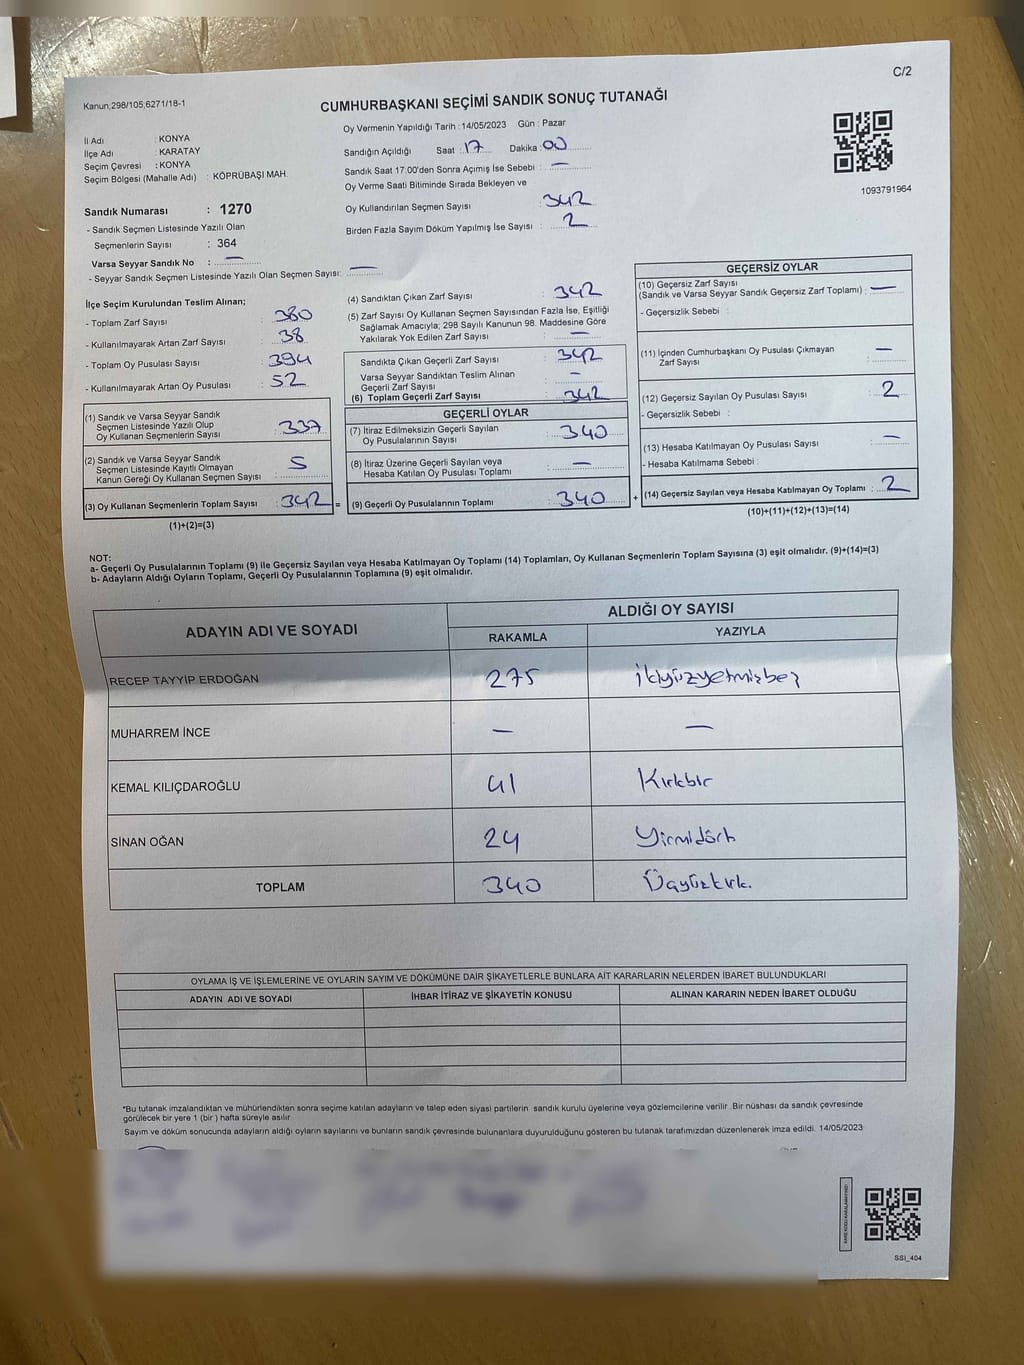 C/2
Kanun;298/105;6271/18-1
CUMHURBAŞKANI SEÇİMİ SANDIK SONUÇ TUTANAĞI
İl Adı : KONYA
İlçe Adı : KARATAY
Seçim Çevresi : KONYA
Seçim Bölgesi (Mahalle Adı) : KÖPRÜBAŞI MAH.
Oy Vermenin Yapıldığı Tarih : 14/05/2023 Gün : Pazar
Sandığın Açıldığı Saat : 17 Dakika : 00
Sandık Saat 17:00'den Sonra Açımış İse Sebebi : —
Oy Verme Saati Bitiminde Sırada Bekleyen ve
Oy Kullandırılan Seçmen Sayısı : 342
Birden Fazla Sayım Döküm Yapılmış İse Sayısı : 2
1093791964
Sandık Numarası : 1270
- Sandık Seçmen Listesinde Yazılı Olan
Seçmenlerin Sayısı : 364
Varsa Seyyar Sandık No : —
- Seyyar Sandık Seçmen Listesinde Yazılı Olan Seçmen Sayısı: —
İlçe Seçim Kurulundan Teslim Alınan;
- Toplam Zarf Sayısı : 380
- Kullanılmayarak Artan Zarf Sayısı : 38
- Toplam Oy Pusulası Sayısı : 394
- Kullanılmayarak Artan Oy Pusulası : 52
(1) Sandık ve Varsa Seyyar Sandık
Seçmen Listesinde Yazılı Olup
Oy Kullanan Seçmenlerin Sayısı : 337
(2) Sandık ve Varsa Seyyar Sandık
Seçmen Listesinde Kayıtlı Olmayan
Kanun Gereği Oy Kullanan Seçmen Sayısı : 5
(3) Oy Kullanan Seçmenlerin Toplam Sayısı : 342 =
(1)+(2)=(3)
(4) Sandıktan Çıkan Zarf Sayısı : 342
(5) Zarf Sayısı Oy Kullanan Seçmen Sayısından Fazla İse, Eşitliği
Sağlamak Amacıyla; 298 Sayılı Kanunun 98. Maddesine Göre
Yakılarak Yok Edilen Zarf Sayısı : —
Sandıkta Çıkan Geçerli Zarf Sayısı : 342
Varsa Seyyar Sandıktan Teslim Alınan
Geçerli Zarf Sayısı : —
(6) Toplam Geçerli Zarf Sayısı : 342
GEÇERLİ OYLAR
(7) İtiraz Edilmeksizin Geçerli Sayılan
Oy Pusulalarının Sayısı : 340
(8) İtiraz Üzerine Geçerli Sayılan veya
Hesaba Katılan Oy Pusulası Toplamı : —
(9) Geçerli Oy Pusulalarının Toplamı : 340 +
GEÇERSİZ OYLAR
(10) Geçersiz Zarf Sayısı
(Sandık ve Varsa Seyyar Sandık Geçersiz Zarf Toplamı) : —
- Geçersizlik Sebebi :
(11) İçinden Cumhurbaşkanı Oy Pusulası Çıkmayan
Zarf Sayısı : —
(12) Geçersiz Sayılan Oy Pusulası Sayısı : 2
- Geçersizlik Sebebi :
(13) Hesaba Katılmayan Oy Pusulası Sayısı : —
- Hesaba Katılmama Sebebi :
(14) Geçersiz Sayılan veya Hesaba Katılmayan Oy Toplamı : 2
(10)+(11)+(12)+(13)=(14)
NOT:
a- Geçerli Oy Pusulalarının Toplamı (9) ile Geçersiz Sayılan veya Hesaba Katılmayan Oy Toplamı (14) Toplamları, Oy Kullanan Seçmenlerin Toplam Sayısına (3) eşit olmalıdır. (9)+(14)=(3)
b- Adayların Aldığı Oyların Toplamı, Geçerli Oy Pusulalarının Toplamına (9) eşit olmalıdır.
ADAYIN ADI VE SOYADI
ALDIĞI OY SAYISI
RAKAMLA YAZIYLA
RECEP TAYYİP ERDOĞAN 275 ikiyüzyetmişbeş
MUHARREM İNCE — —
KEMAL KILIÇDAROĞLU 41 Kırkbir
SİNAN OĞAN 24 Yirmidört
TOPLAM 340 Üçyüzkırk.
OYLAMA İŞ VE İŞLEMLERİNE VE OYLARIN SAYIM VE DÖKÜMÜNE DAİR ŞİKAYETLERLE BUNLARA AİT KARARLARIN NELERDEN İBARET BULUNDUKLARI
ADAYIN ADI VE SOYADI İHBAR İTİRAZ VE ŞİKAYETİN KONUSU ALINAN KARARIN NEDEN İBARET OLDUĞU
*Bu tutanak imzalandıktan ve mühürlendikten sonra seçime katılan adayların ve talep eden siyasi partilerin sandık kurulu üyelerine veya gözlemcilerine verilir .Bir nüshası da sandık çevresinde
görülecek bir yere 1 (bir ) hafta süreyle asılır.
Sayım ve döküm sonucunda adayların aldığı oyların sayılarını ve bunların sandık çevresinde bulunanlara duyurulduğunu gösteren bu tutanak tarafımızdan düzenlenerek imza edildi. 14/05/2023
SSI_404